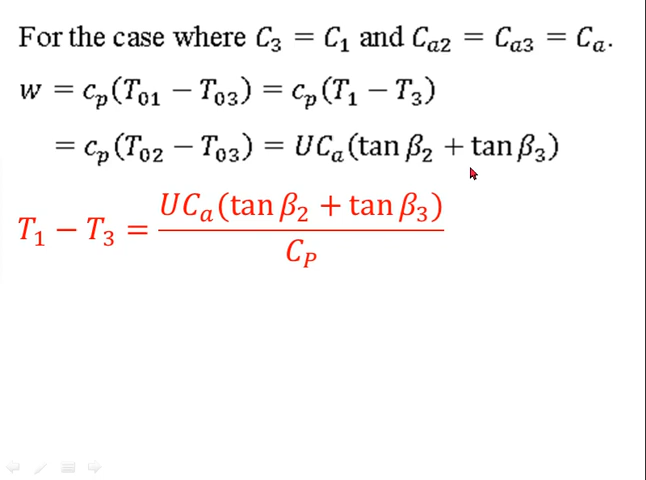 For the case where C₃ = C₁ and Cₐ₂ = Cₐ₃ = Cₐ.
w = cₚ(T₀₁ − T₀₃) = cₚ(T₁ − T₃)
= cₚ(T₀₂ − T₀₃) = UCₐ(tan β₂ + tan β₃)
T₁ − T₃ = UCₐ(tan β₂ + tan β₃) / C_P